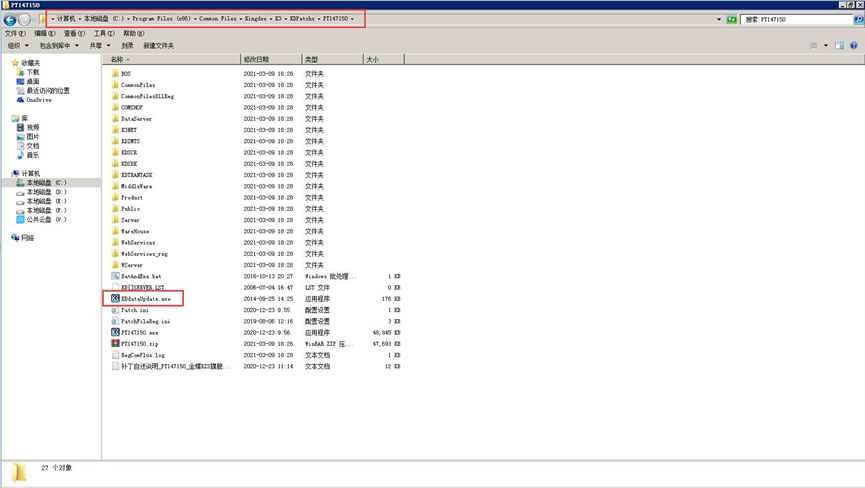 PT147150
计算机 本地磁盘 (C:) Program Files (x86) Common Files Kingdee K3 KDPatchs PT147150
搜索 PT147150
文件(F) 编辑(E) 查看(V) 工具(T) 帮助(H)
组织 包含到库中 共享 刻录 新建文件夹
收藏夹
下载
桌面
最近访问的位置
OneDrive
库
视频
图片
文档
音乐
计算机
本地磁盘 (C:)
本地磁盘 (D:)
本地磁盘 (E:)
本地磁盘 (F:)
公共云盘 (V:)
网络
名称 修改日期 类型 大小
BOS 2021-03-09 18:28 文件夹
CommonFiles 2021-03-09 18:28 文件夹
CommonFilesDllReg 2021-03-09 18:28 文件夹
COMSHOP 2021-03-09 18:28 文件夹
DataServer 2021-03-09 18:28 文件夹
K3NET 2021-03-09 18:28 文件夹
KDIMTS 2021-03-09 18:28 文件夹
KDSCR 2021-03-09 18:28 文件夹
KDSDK 2021-03-09 18:28 文件夹
KDTRANTASK 2021-03-09 18:28 文件夹
MiddleWare 2021-03-09 18:28 文件夹
Product 2021-03-09 18:28 文件夹
Public 2021-03-09 18:28 文件夹
Server 2021-03-09 18:28 文件夹
WareHouse 2021-03-09 18:28 文件夹
WebServices 2021-03-09 18:28 文件夹
WebServices_reg 2021-03-09 18:28 文件夹
WServer 2021-03-09 18:28 文件夹
DatAndExe.bat 2016-10-13 20:27 Windows 批处理... 1 KB
KD[]SERVER.LST 2006-07-04 16:47 LST 文件 0 KB
KDdataUpdata.exe 2014-09-25 14:25 应用程序 176 KB
Patch.ini 2020-12-23 9:55 配置设置 1 KB
PatchFileReg.ini 2019-08-06 12:16 配置设置 3 KB
PT147150.exe 2020-12-23 9:56 应用程序 48,845 KB
PT147150.zip 2021-03-09 18:26 WinRAR ZIP 压... 47,693 KB
RegComPlus.log 2021-03-09 18:28 文本文档 1 KB
补丁自述说明_PT147150_金蝶KIS旗舰... 2020-12-23 11:14 文本文档 12 KB
27 个对象